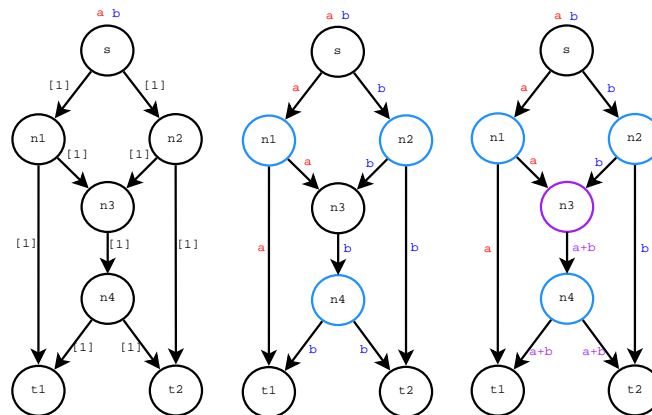 a b
s
[1] [1]
n1 n2
[1] [1]
n3
[1] [1] [1]
n4
[1] [1]
t1 t2
a b
s
a b
n1 n2
a b
n3
a b b
n4
b b
t1 t2
a b
s
a b
n1 n2
a b
n3
a a+b b
n4
a+b a+b
t1 t2